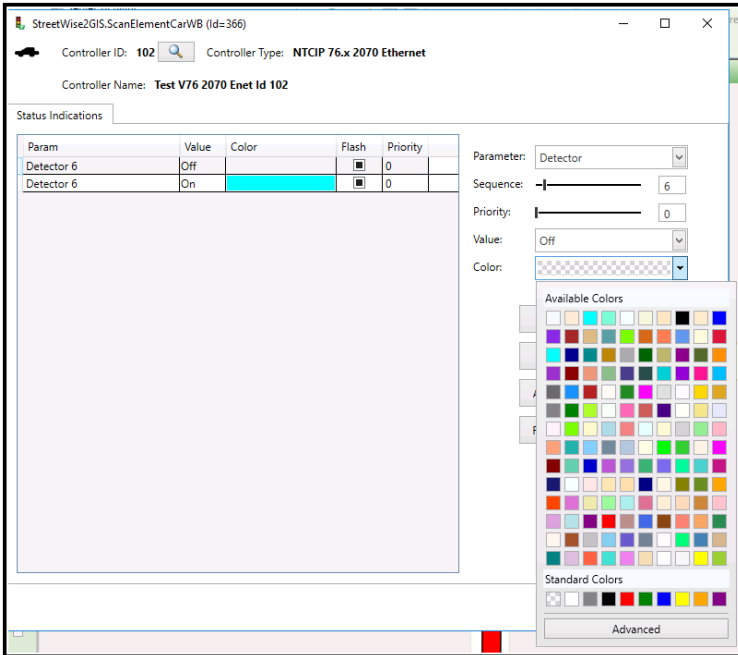 StreetWise2GIS.ScanElementCarWB (Id=366)
Controller ID: 102 Controller Type: NTCIP 76.x 2070 Ethernet
Controller Name: Test V76 2070 Enet Id 102
Status Indications
Param Value Color Flash Priority
Detector 6 Off 0
Detector 6 On 0
Parameter: Detector
Sequence: 6
Priority: 0
Value: Off
Color:
Available Colors
Standard Colors
Advanced